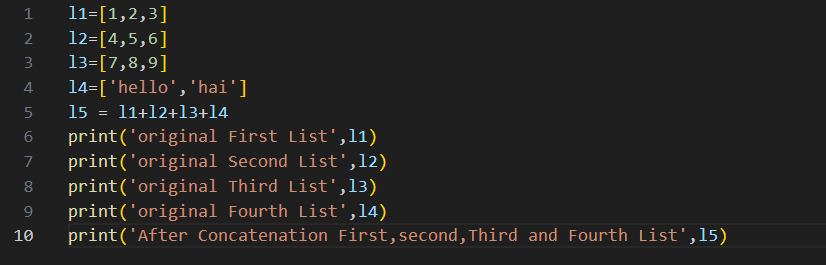 1 l1=[1,2,3]
2 l2=[4,5,6]
3 l3=[7,8,9]
4 l4=['hello','hai']
5 l5 = l1+l2+l3+l4
6 print('original First List',l1)
7 print('original Second List',l2)
8 print('original Third List',l3)
9 print('original Fourth List',l4)
10 print('After Concatenation First,second,Third and Fourth List',l5)